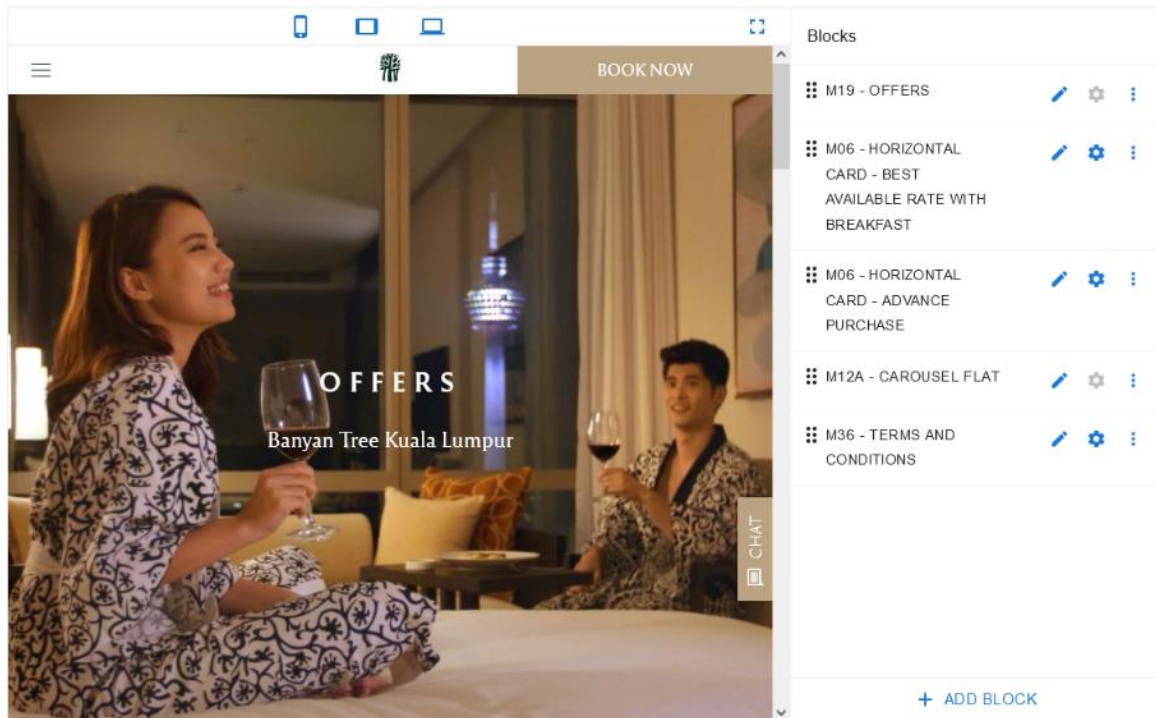 Blocks
BOOK NOW
OFFERS
Banyan Tree Kuala Lumpur
CHAT
M19 - OFFERS
M06 - HORIZONTAL
CARD - BEST
AVAILABLE RATE WITH
BREAKFAST
M06 - HORIZONTAL
CARD - ADVANCE
PURCHASE
M12A - CAROUSEL FLAT
M36 - TERMS AND
CONDITIONS
+ ADD BLOCK